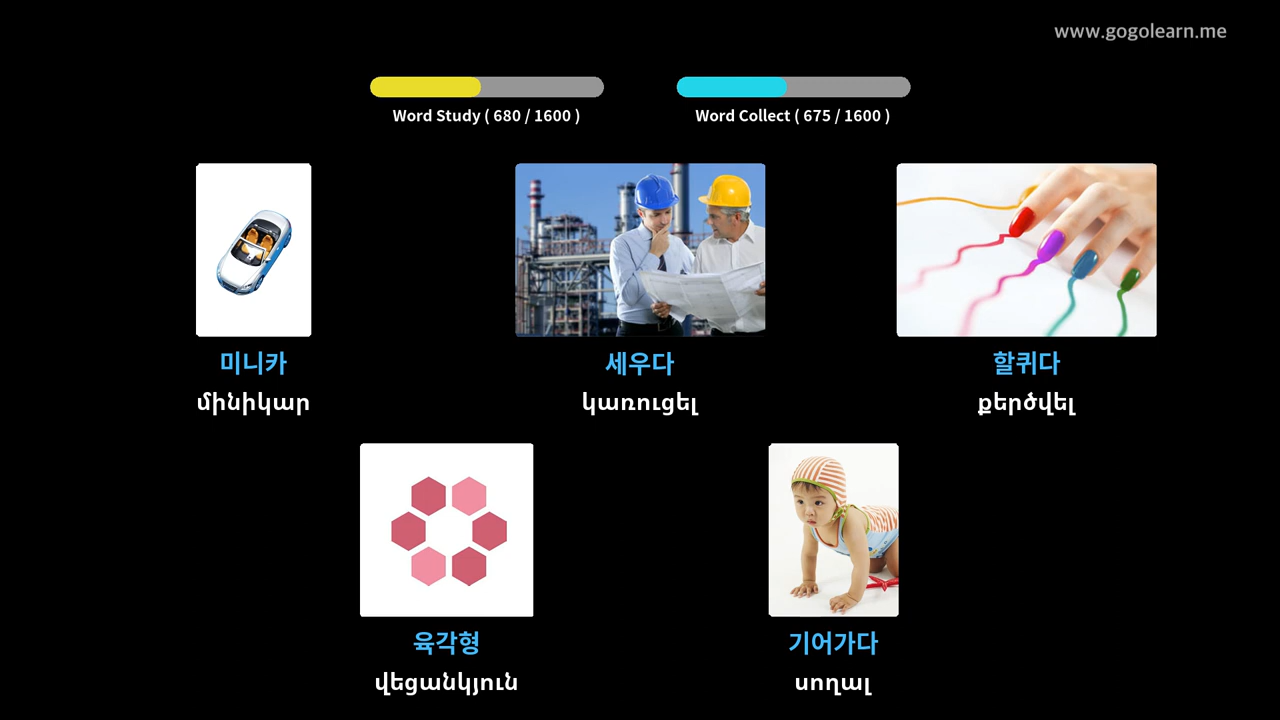 www.gogolearn.me
Word Study ( 680 / 1600 )
Word Collect ( 675 / 1600 )
미니카
մինիկար
세우다
կառուցել
할퀴다
քերծվել
육각형
վեցանկյուն
기어가다
սողալ